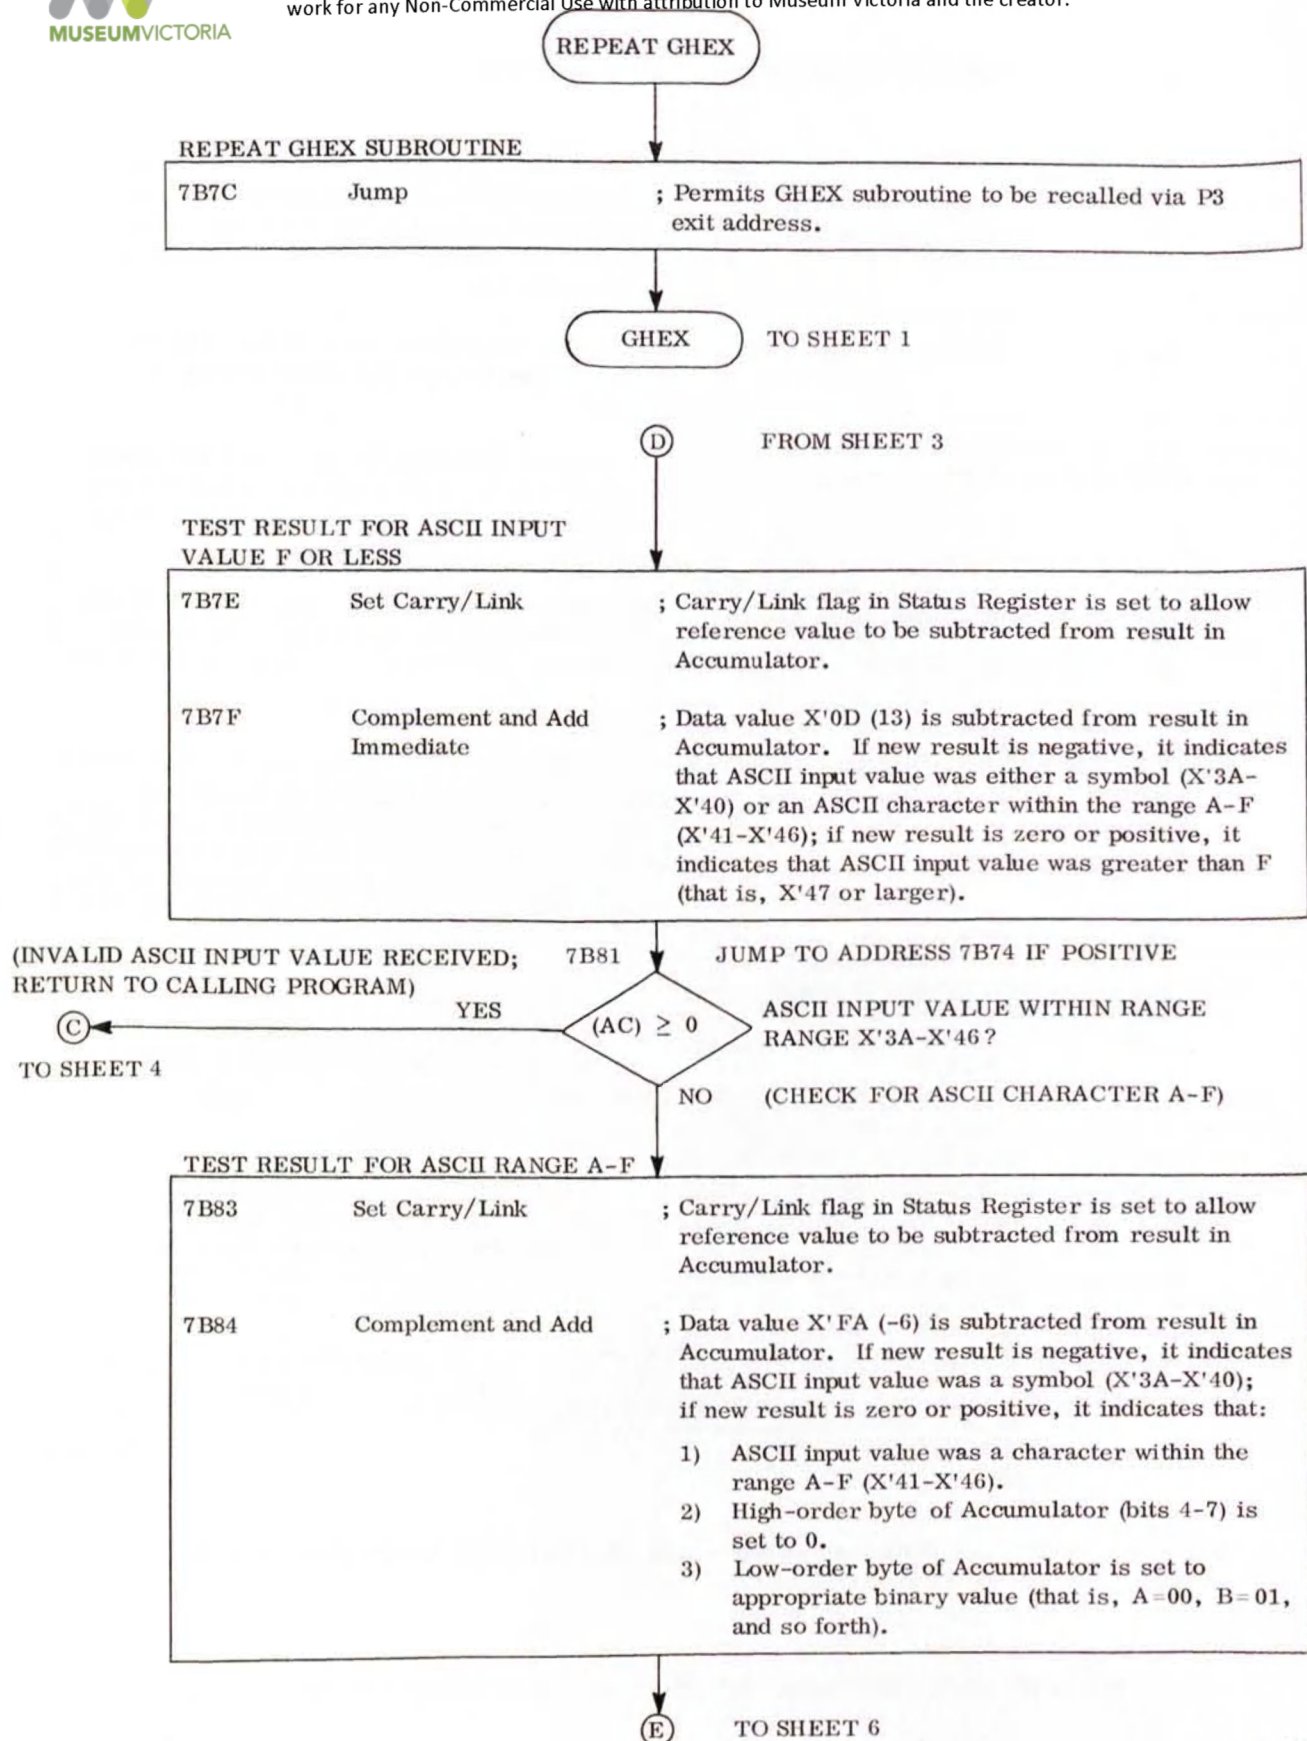 work for any Non-Commercial Use with attribution to Museum Victoria and the creator.
MUSEUMVICTORIA
REPEAT GHEX
REPEAT GHEX SUBROUTINE
7B7C Jump ; Permits GHEX subroutine to be recalled via P3
exit address.
GHEX TO SHEET 1
D FROM SHEET 3
TEST RESULT FOR ASCII INPUT
VALUE F OR LESS
7B7E Set Carry/Link ; Carry/Link flag in Status Register is set to allow
reference value to be subtracted from result in
Accumulator.
7B7F Complement and Add ; Data value X'0D (13) is subtracted from result in
Immediate Accumulator. If new result is negative, it indicates
that ASCII input value was either a symbol (X'3A-
X'40) or an ASCII character within the range A-F
(X'41-X'46); if new result is zero or positive, it
indicates that ASCII input value was greater than F
(that is, X'47 or larger).
(INVALID ASCII INPUT VALUE RECEIVED; 7B81 JUMP TO ADDRESS 7B74 IF POSITIVE
RETURN TO CALLING PROGRAM)
C YES (AC) ≥ 0 ASCII INPUT VALUE WITHIN RANGE
RANGE X'3A-X'46?
TO SHEET 4
NO (CHECK FOR ASCII CHARACTER A-F)
TEST RESULT FOR ASCII RANGE A-F
7B83 Set Carry/Link ; Carry/Link flag in Status Register is set to allow
reference value to be subtracted from result in
Accumulator.
7B84 Complement and Add ; Data value X'FA (-6) is subtracted from result in
Accumulator. If new result is negative, it indicates
that ASCII input value was a symbol (X'3A-X'40);
if new result is zero or positive, it indicates that:
1) ASCII input value was a character within the
range A-F (X'41-X'46).
2) High-order byte of Accumulator (bits 4-7) is
set to 0.
3) Low-order byte of Accumulator is set to
appropriate binary value (that is, A=00, B=01,
and so forth).
E TO SHEET 6